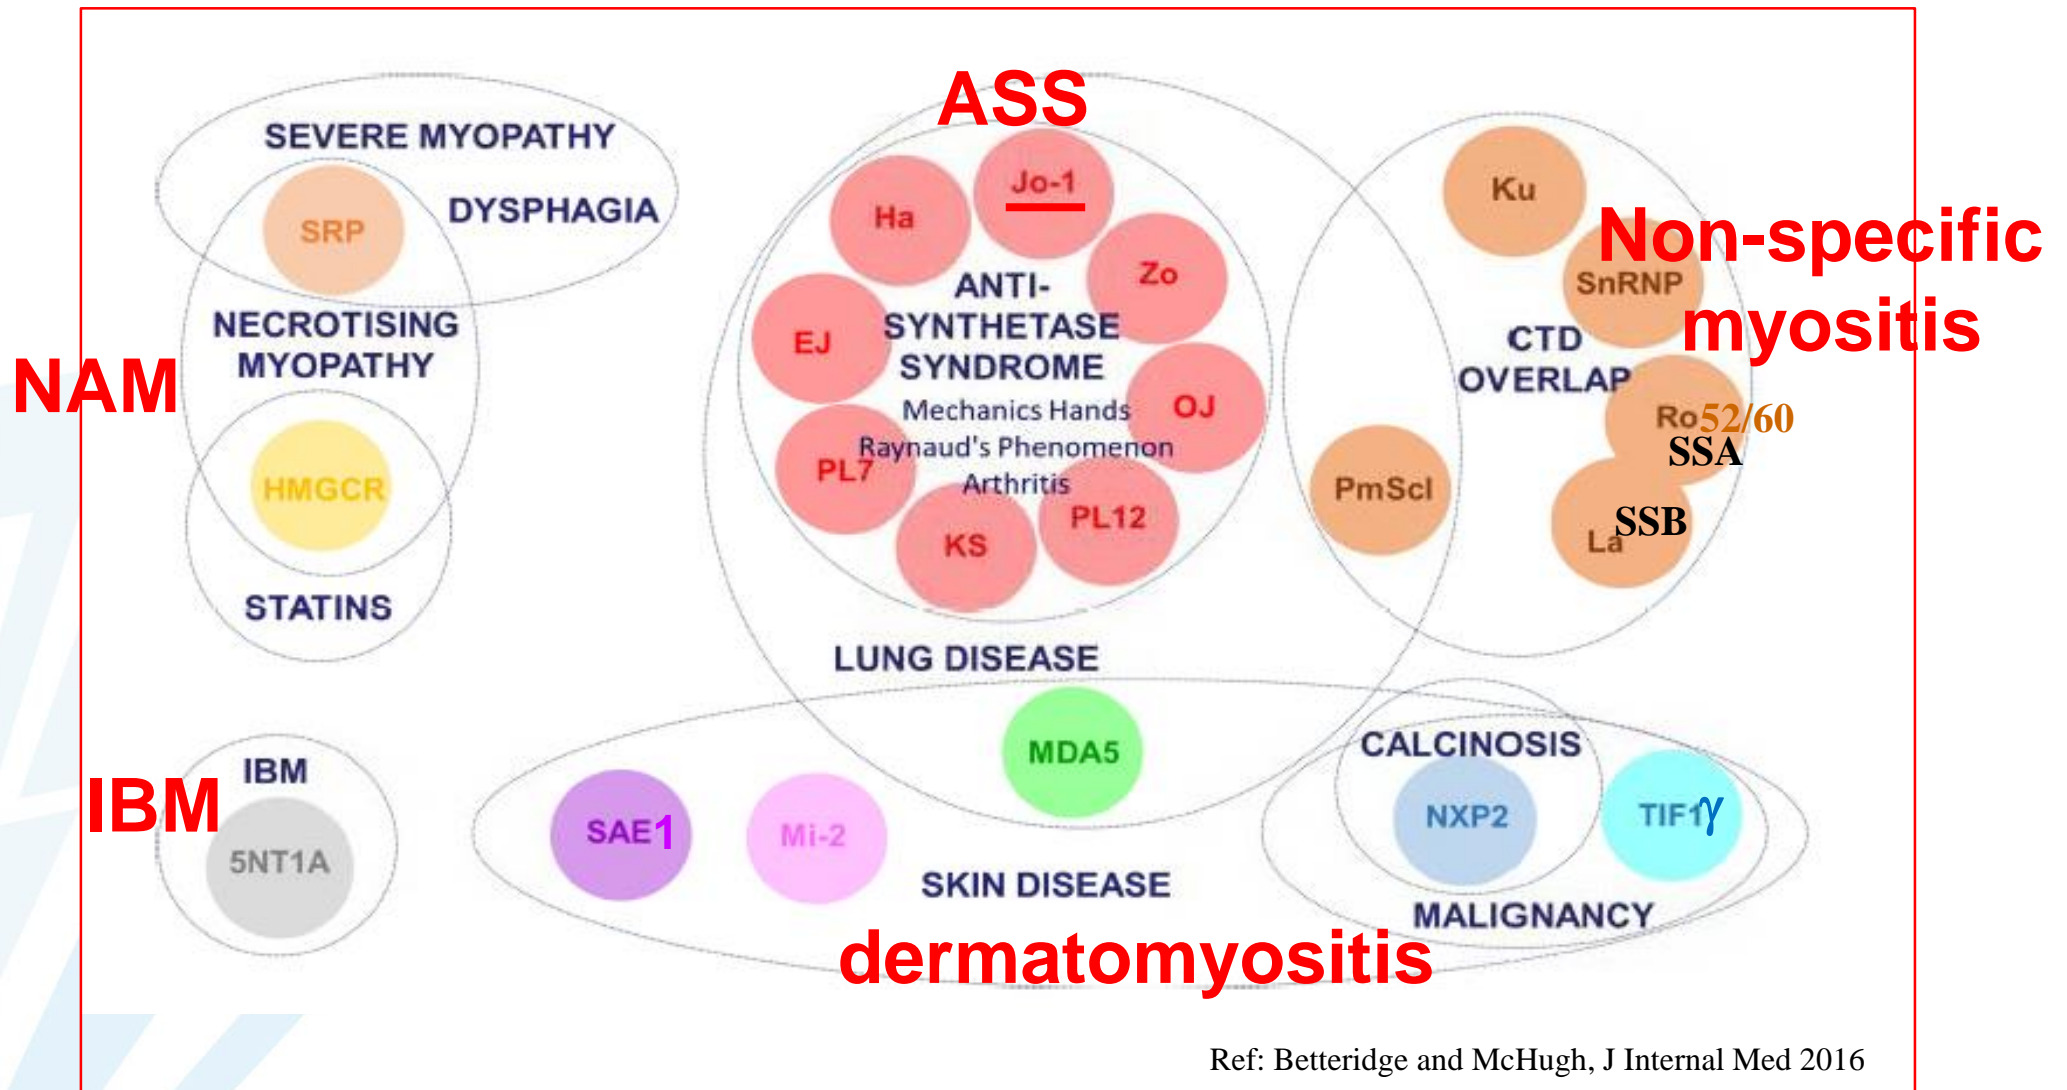 ASS
SEVERE MYOPATHY
DYSPHAGIA
SRP
NECROTISING
MYOPATHY
NAM
HMGCR
STATINS
Jo-1
Ha
Zo
ANTI-
SYNTHETASE
SYNDROME
EJ
OJ
Mechanics Hands
Raynaud's Phenomenon
Arthritis
PL7
PL12
KS
LUNG DISEASE
Ku
Non-specific
myositis
SnRNP
CTD
OVERLAP
Ro52/60
SSA
PmScl
La SSB
IBM
IBM
5NT1A
MDA5
SAE1
Mi-2
SKIN DISEASE
dermatomyositis
CALCINOSIS
NXP2
TIF1γ
MALIGNANCY
Ref: Betteridge and McHugh, J Internal Med 2016